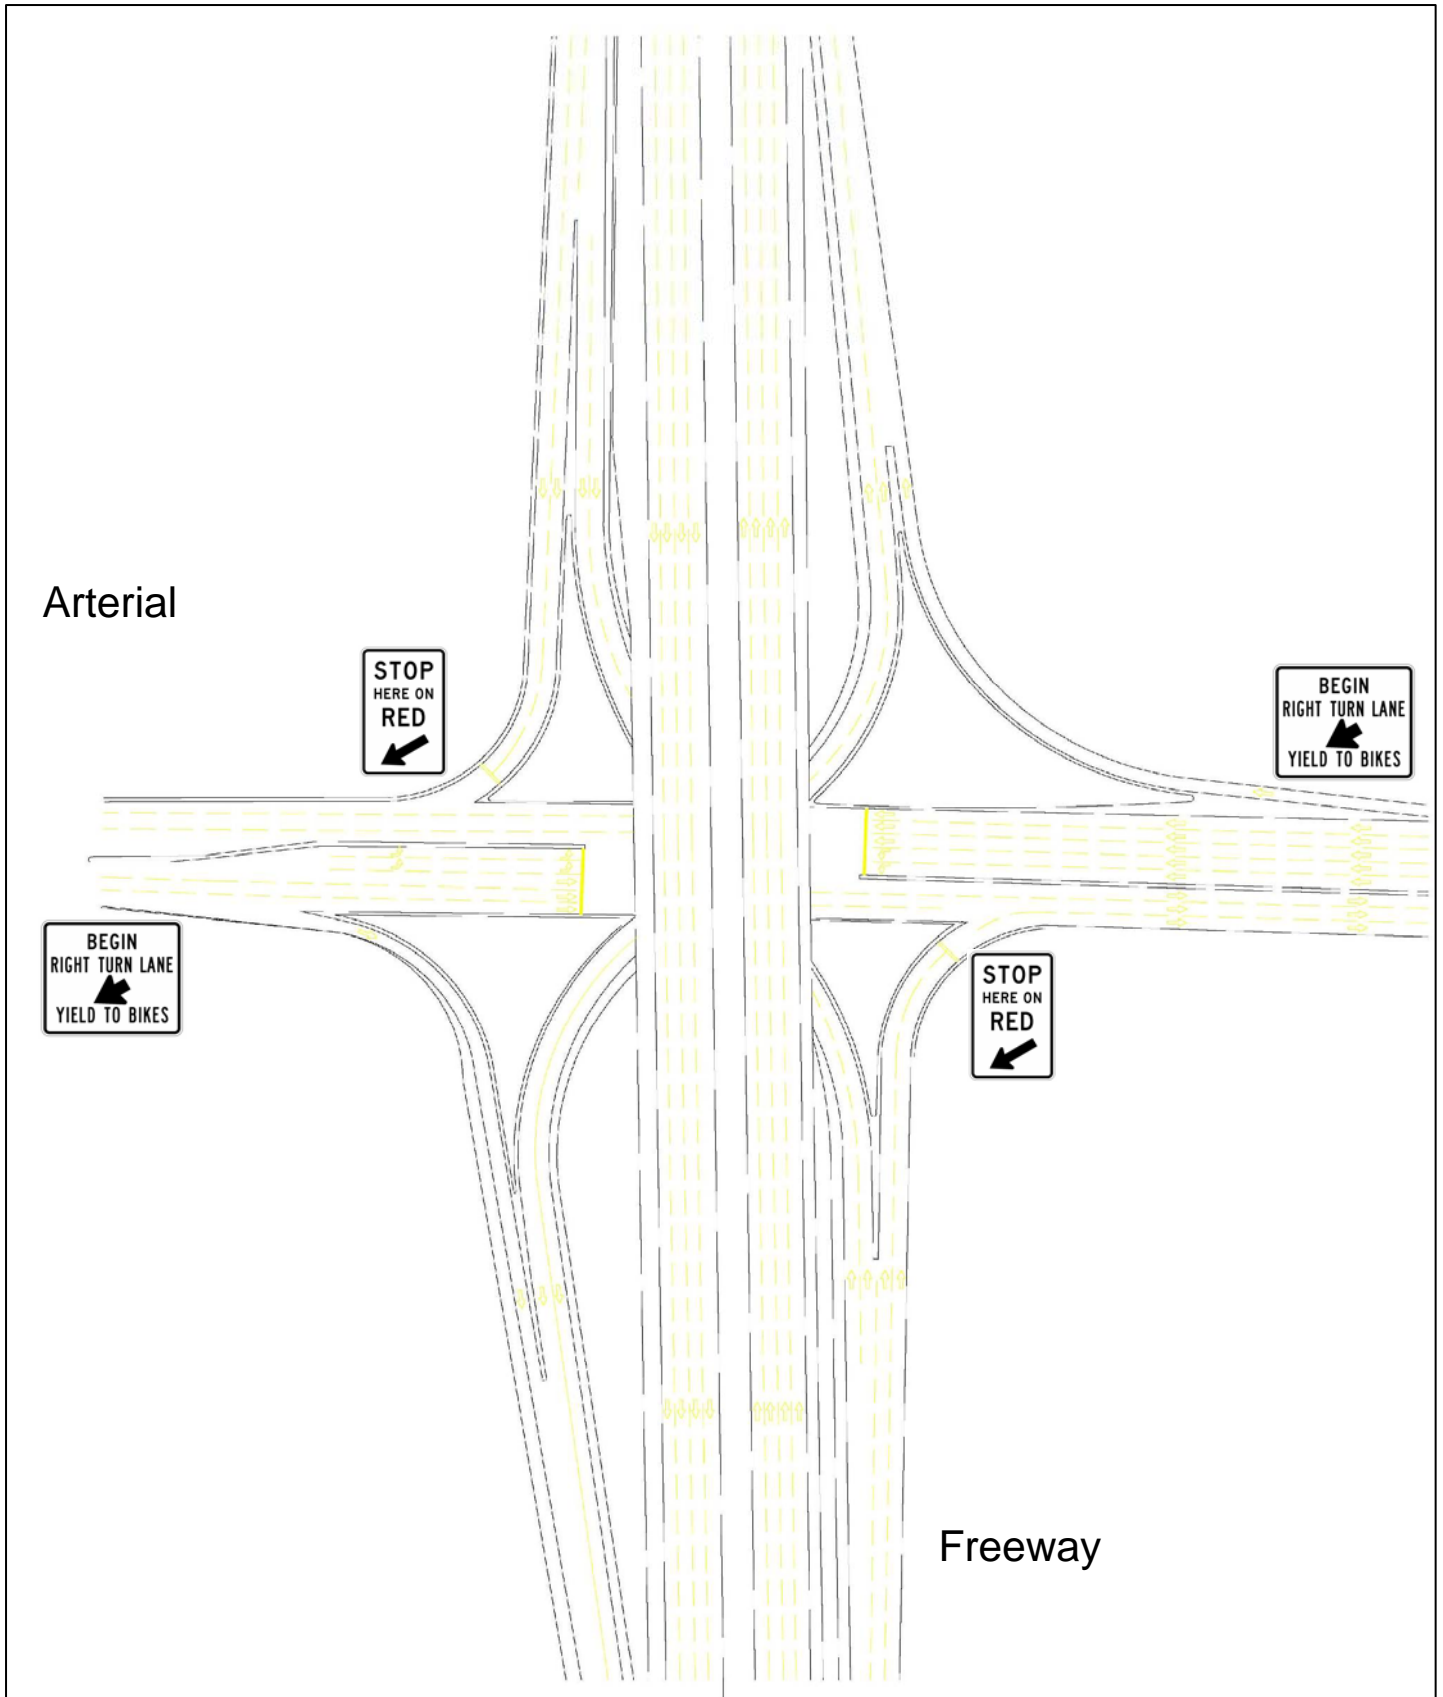 Arterial
STOP
HERE ON
RED
BEGIN
RIGHT TURN LANE
YIELD TO BIKES
BEGIN
RIGHT TURN LANE
YIELD TO BIKES
STOP
HERE ON
RED
Freeway